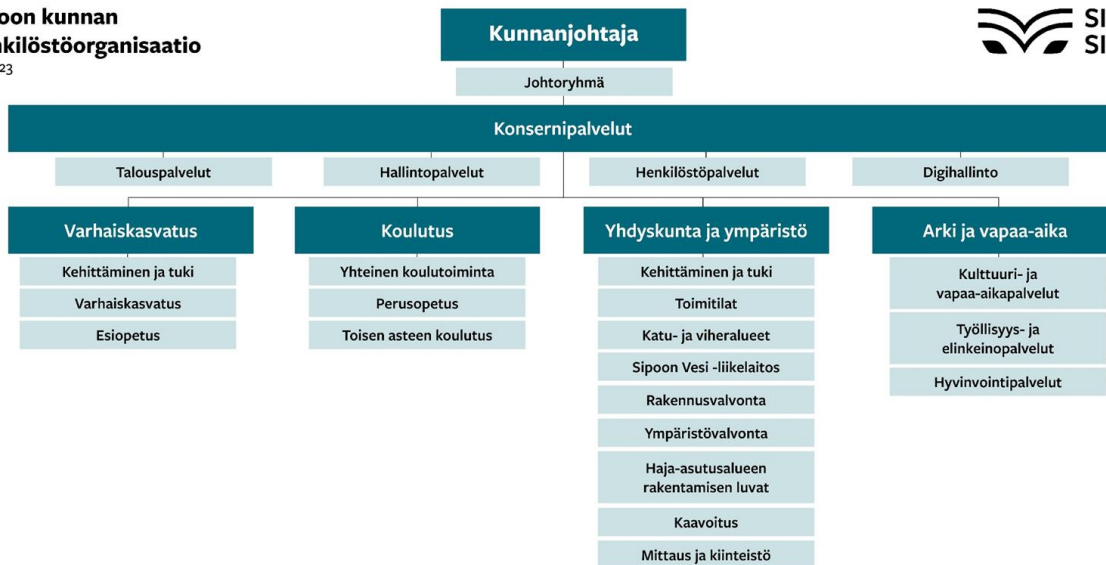 oon kunnan
kilöstöorganisaatio
23
SI
SI
Kunnanjohtaja
Johtoryhmä
Konsernipalvelut
Talouspalvelut
Hallintopalvelut
Henkilöstöpalvelut
Digihallinto
Varhaiskasvatus
Kehittäminen ja tuki
Varhaiskasvatus
Esiopetus
Koulutus
Yhteinen koulutoiminta
Perusopetus
Toisen asteen koulutus
Yhdyskunta ja ympäristö
Kehittäminen ja tuki
Toimitilat
Katu- ja viheralueet
Sipoon Vesi -liikelaitos
Rakennusvalvonta
Ympäristövalvonta
Haja-asutusalueen
rakentamisen luvat
Kaavoitus
Mittaus ja kiinteistö
Arki ja vapaa-aika
Kulttuuri- ja
vapaa-aikapalvelut
Työllisyys- ja
elinkeinopalvelut
Hyvinvointipalvelut